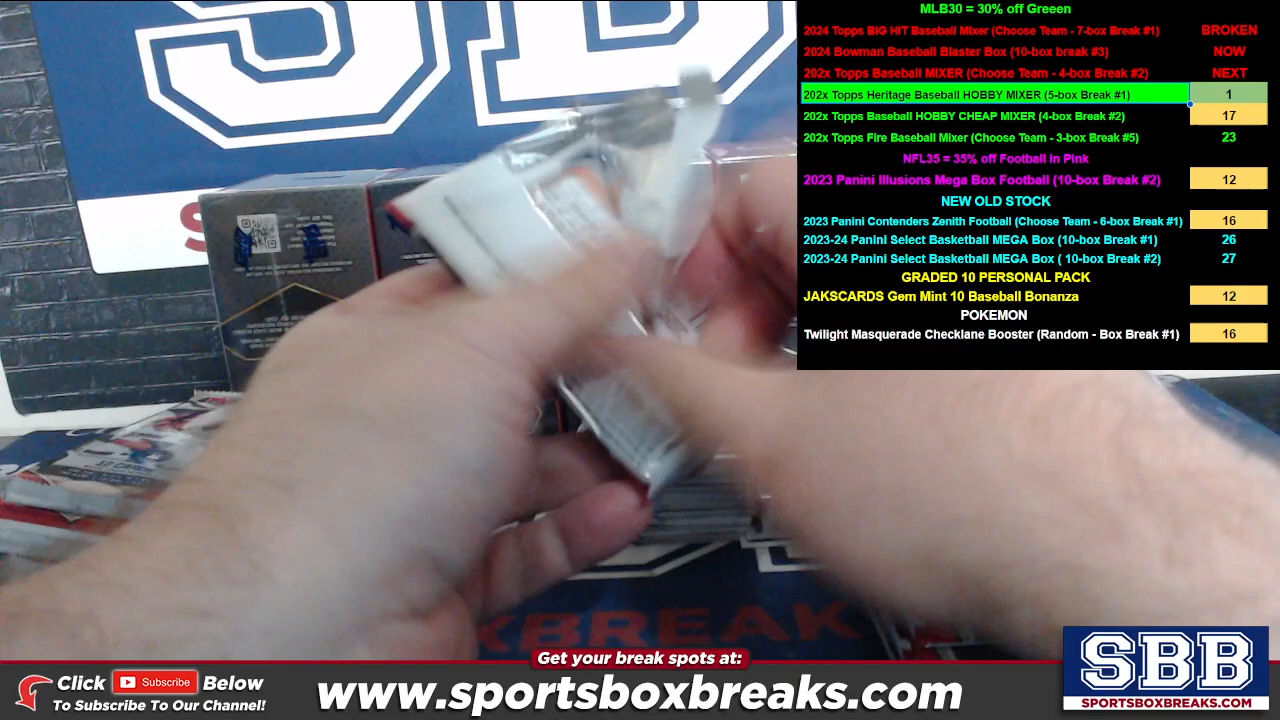 MLB30 = 30% off Greeen
2024 Topps BIG HIT Baseball Mixer (Choose Team - 7-box Break #1) BROKEN
2024 Bowman Baseball Blaster Box (10-box break #3) NOW
202x Topps Baseball MIXER (Choose Team - 4-box Break #2) NEXT
202x Topps Heritage Baseball HOBBY MIXER (5-box Break #1) 1
202x Topps Baseball HOBBY CHEAP MIXER (4-box Break #2) 17
202x Topps Fire Baseball Mixer (Choose Team - 3-box Break #5) 23
NFL35 = 35% off Football in Pink
2023 Panini Illusions Mega Box Football (10-box Break #2) 12
NEW OLD STOCK
2023 Panini Contenders Zenith Football (Choose Team - 6-box Break #1) 16
2023-24 Panini Select Basketball MEGA Box (10-box Break #1) 26
2023-24 Panini Select Basketball MEGA Box ( 10-box Break #2) 27
GRADED 10 PERSONAL PACK
JAKSCARDS Gem Mint 10 Baseball Bonanza 12
POKEMON
Twilight Masquerade Checklane Booster (Random - Box Break #1) 16
XBREAK
Get your break spots at:
Click Subscribe Below
To Subscribe To Our Channel!
www.sportsboxbreaks.com
SBB
SPORTSBOXBREAKS.COM